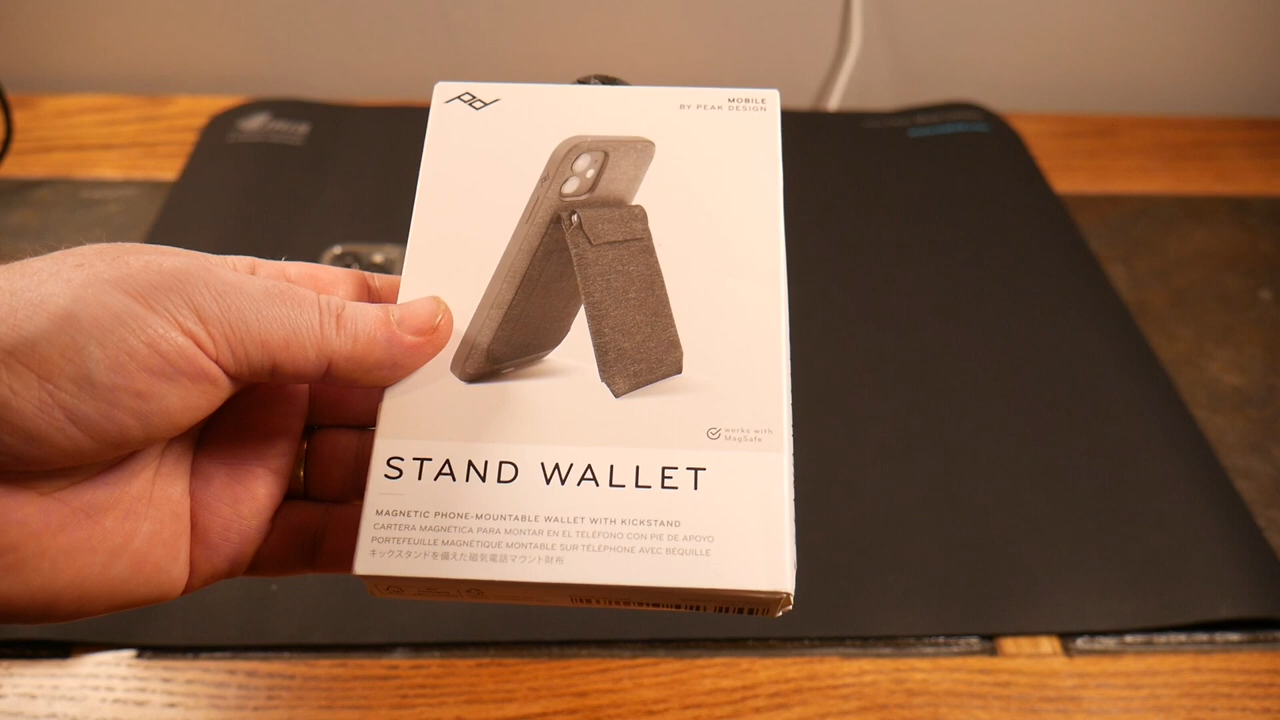 PD
MOBILE
BY PEAK DESIGN
works with
MagSafe
STAND WALLET
MAGNETIC PHONE-MOUNTABLE WALLET WITH KICKSTAND
CARTERA MAGNÉTICA PARA MONTAR EN EL TELÉFONO CON PIE DE APOYO
PORTEFEUILLE MAGNÉTIQUE MONTABLE SUR TÉLÉPHONE AVEC BÉQUILLE
キックスタンドを備えた磁気電話マウント財布